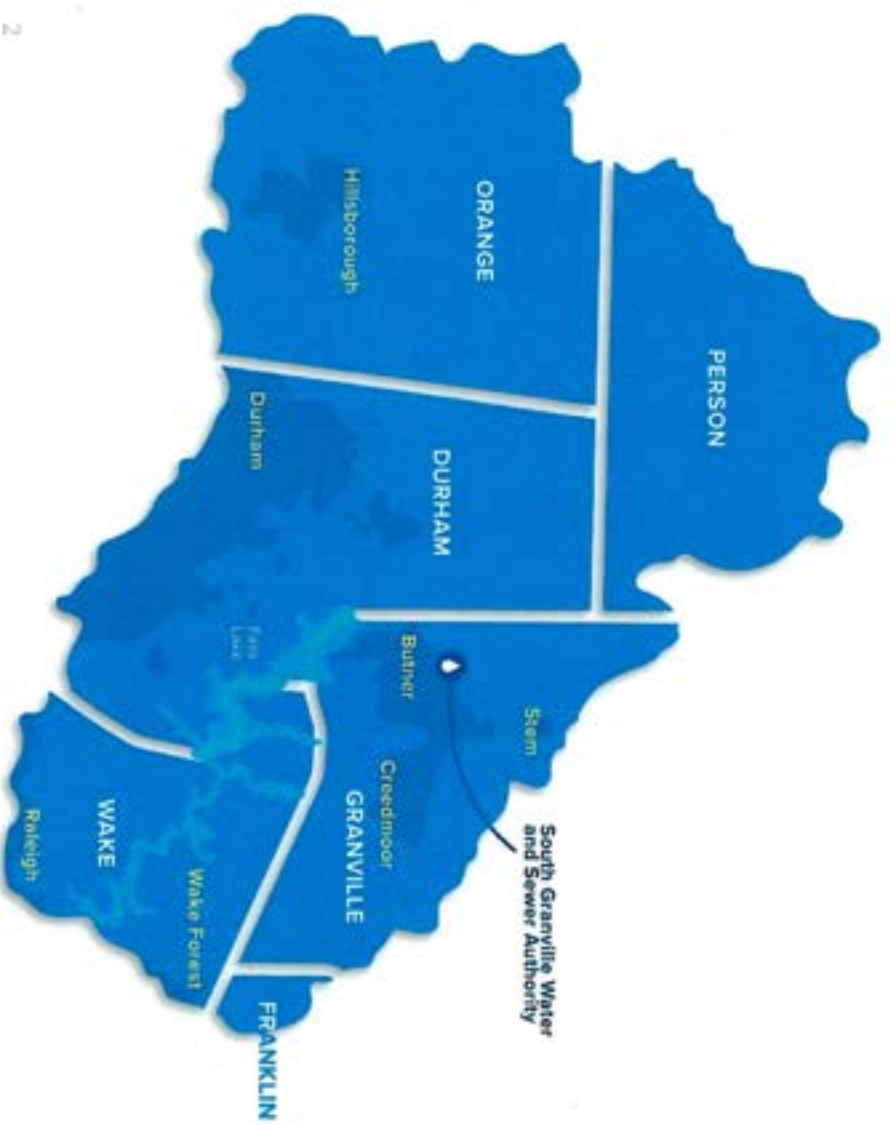 PERSON
ORANGE
Hillsborough
DURHAM
Durham
Butner
Stem
Falls
Lake
Creedmoor
GRANVILLE
South Granville Water
and Sewer Authority
WAKE
Raleigh
Wake Forest
FRANKLIN
2